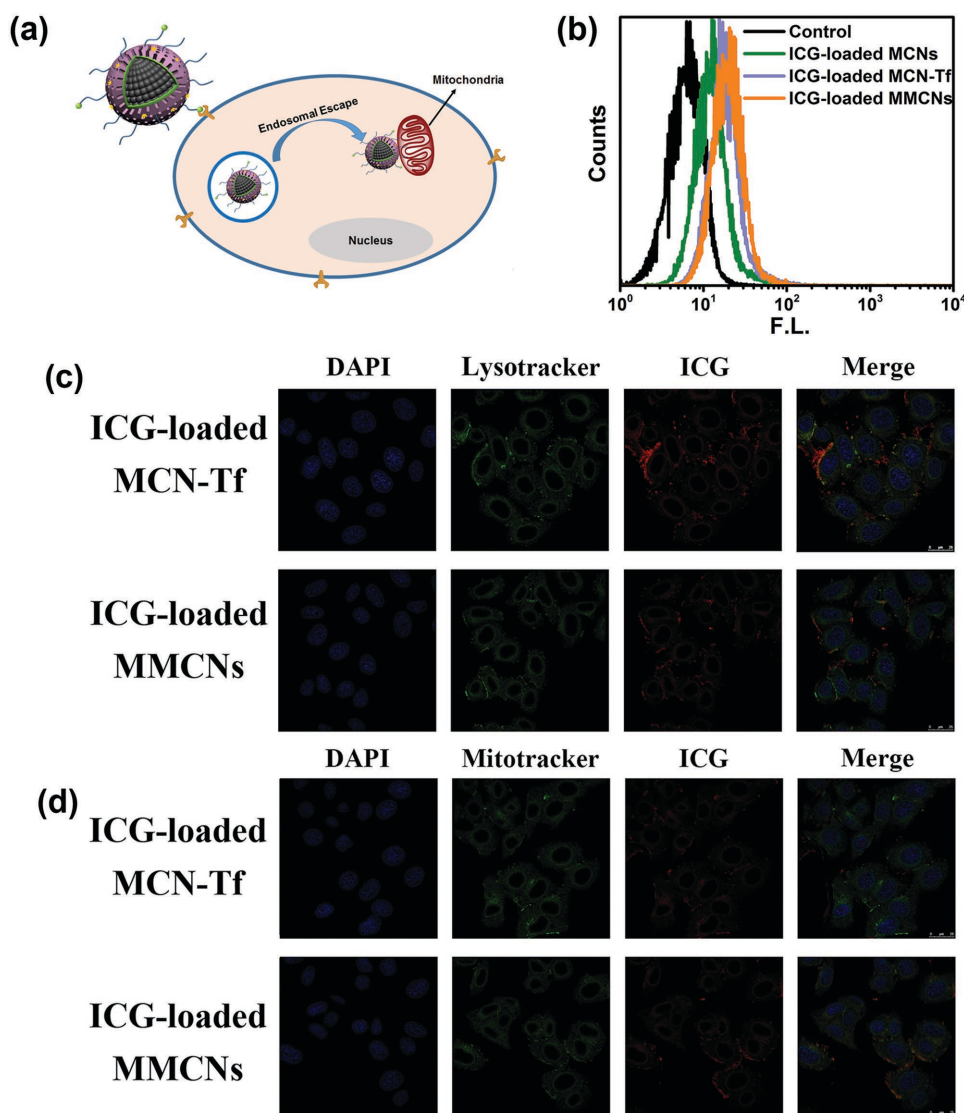 (a)
Endosomal Escape
Mitochondria
Nucleus
(b)
Control
ICG-loaded MCNs
ICG-loaded MCN-Tf
ICG-loaded MMCNs
Counts
10⁰ 10¹ 10² 10³ 10⁴
F.L.
(c)
DAPI Lysotracker ICG Merge
ICG-loaded
MCN-Tf
ICG-loaded
MMCNs
(d)
DAPI Mitotracker ICG Merge
ICG-loaded
MCN-Tf
ICG-loaded
MMCNs